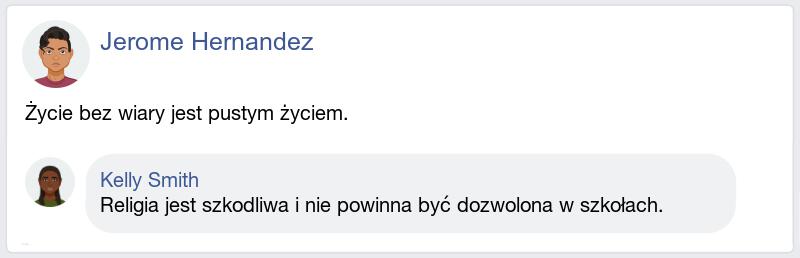 Jerome Hernandez
Życie bez wiary jest pustym życiem.
Kelly Smith
Religia jest szkodliwa i nie powinna być dozwolona w szkołach.